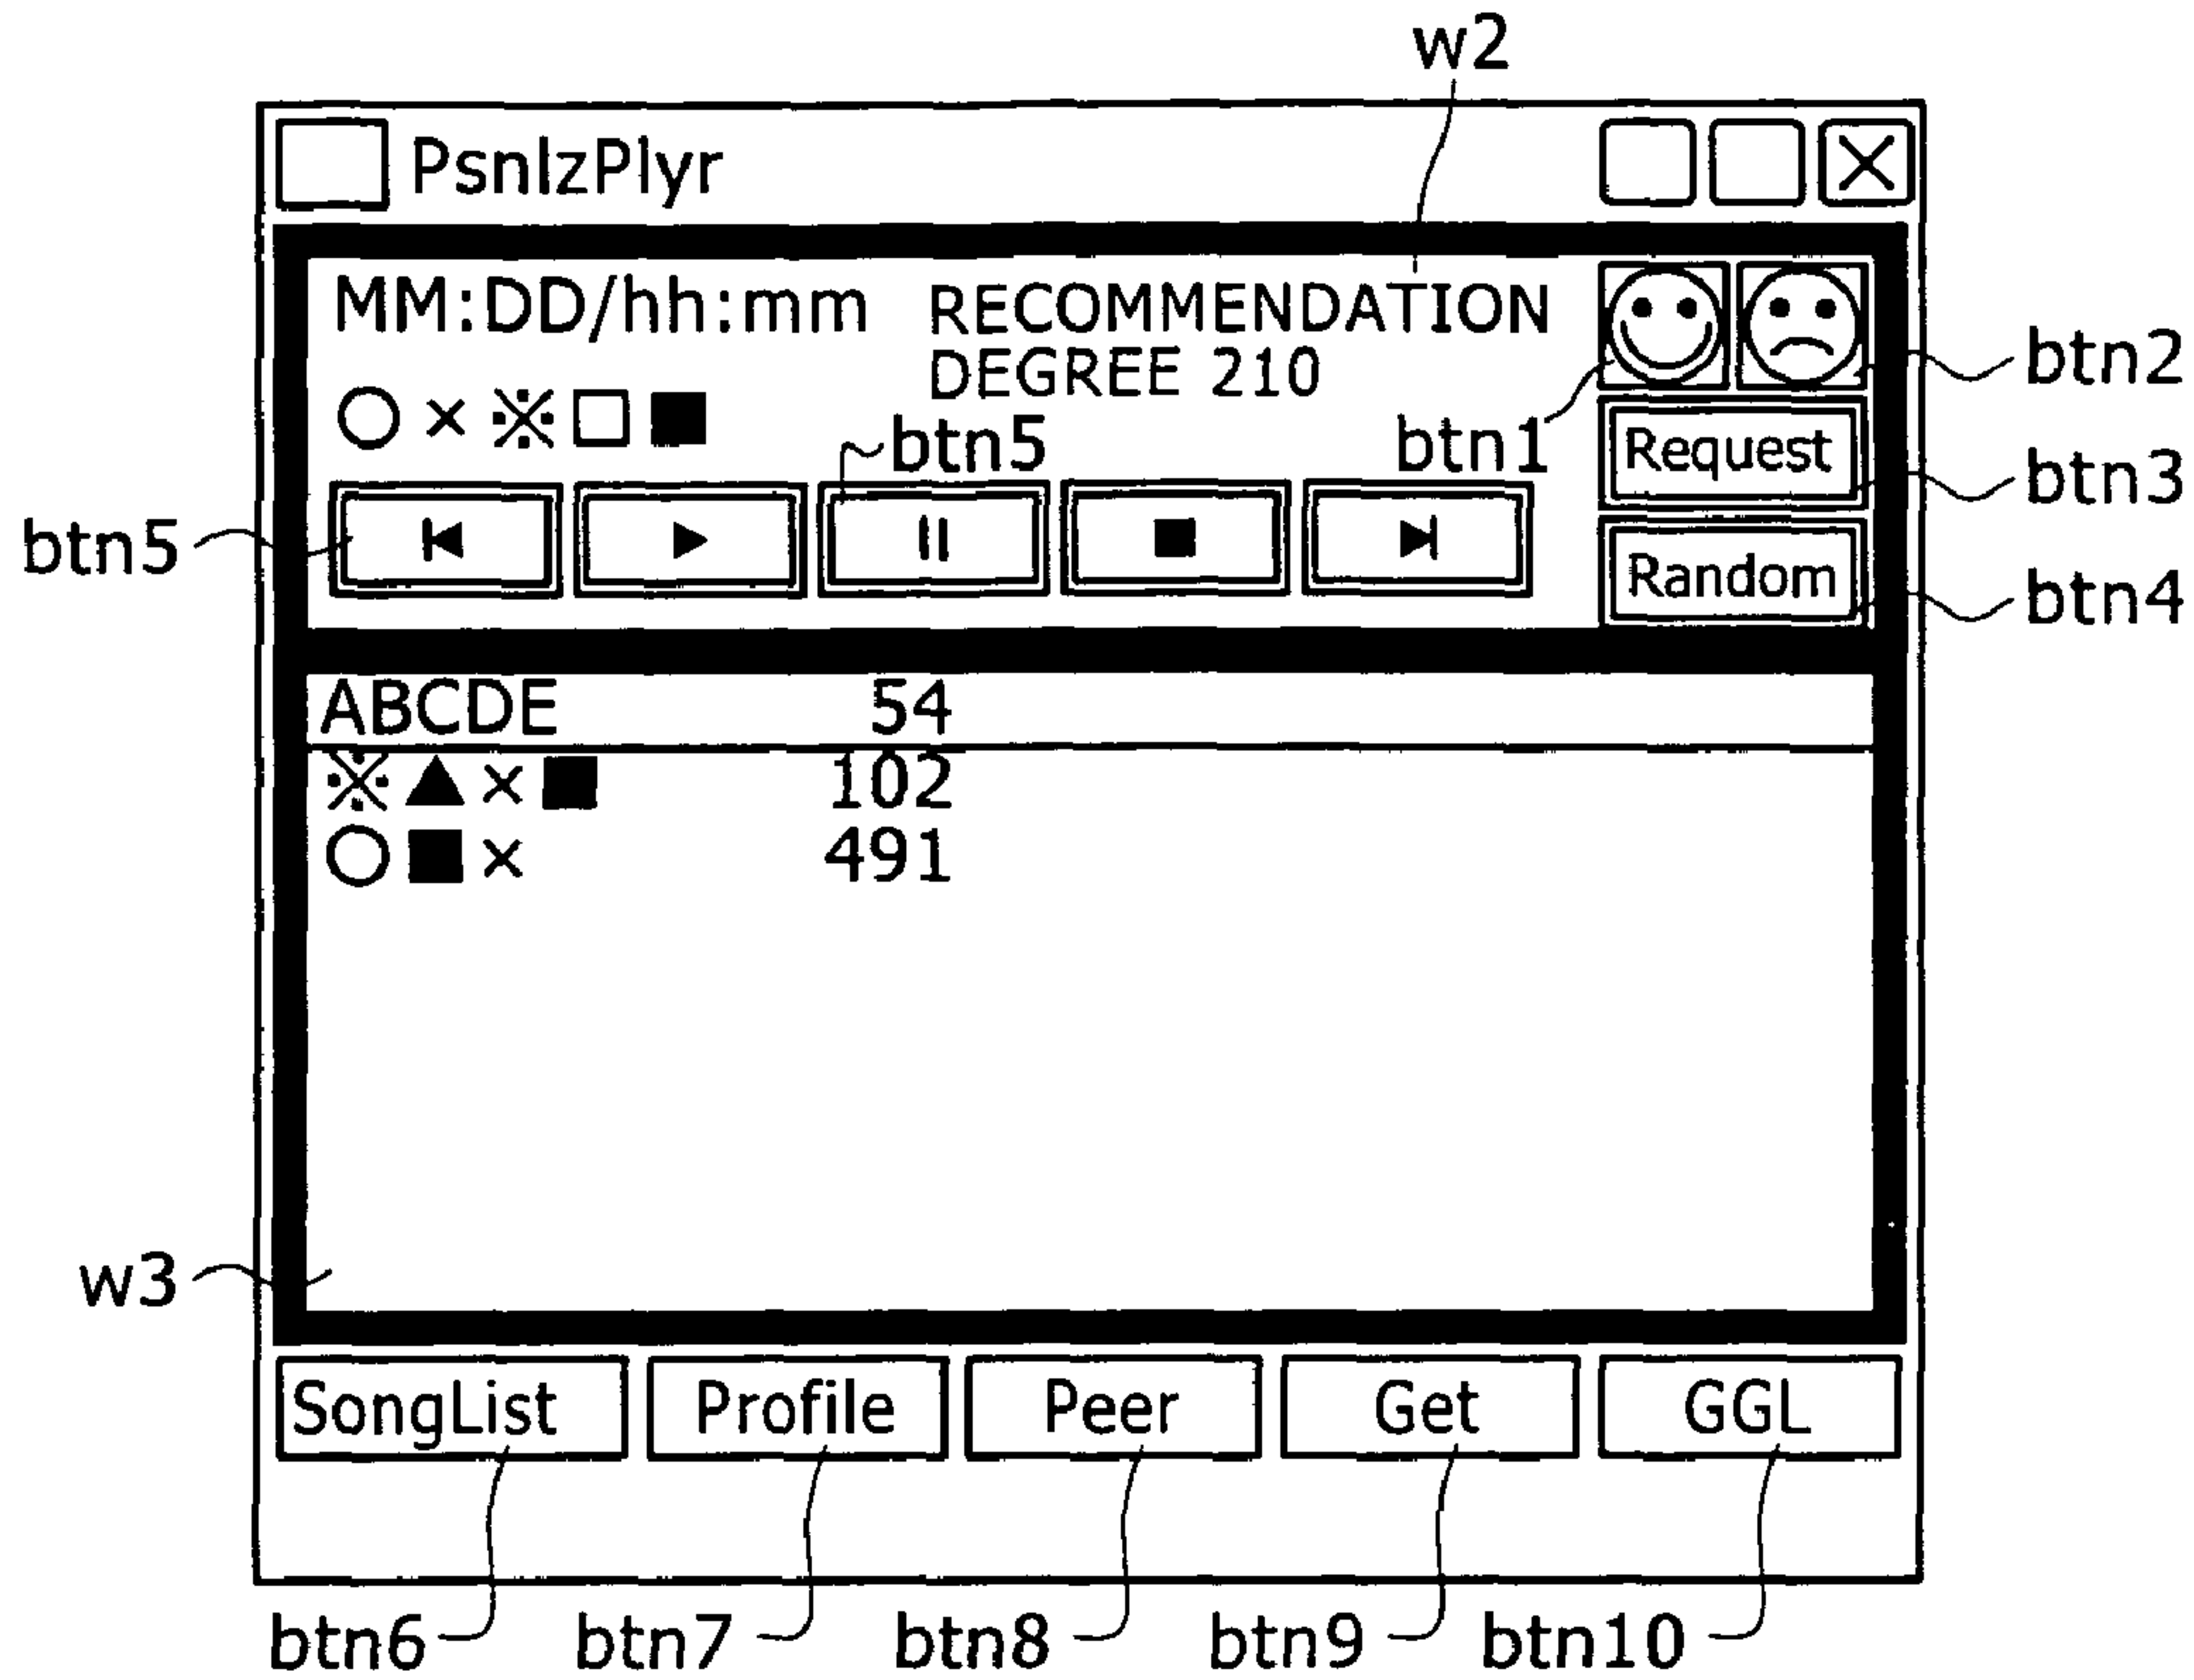 w2
PsnlzPlyr
MM:DD/hh:mm
RECOMMENDATION
DEGREE 210
btn2
○×※□■
btn5
btn1
Request
btn3
btn5
Random
btn4
ABCDE 54
※▲×■ 102
○■× 491
w3
SongList Profile Peer Get GGL
btn6 btn7 btn8 btn9 btn10